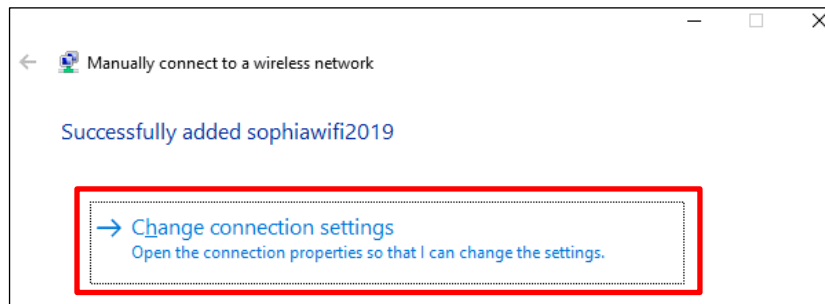 Manually connect to a wireless network
Successfully added sophiawifi2019
Change connection settings
Open the connection properties so that I can change the settings.